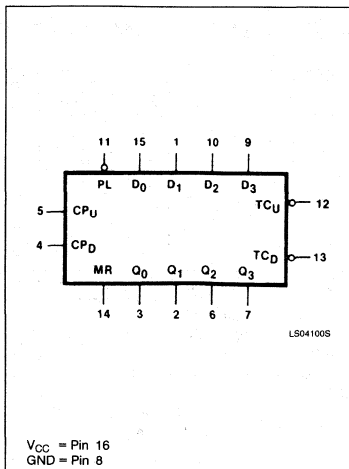 11 15 1 10 9
PL D0 D1 D2 D3
TCU 12
5 CPU
4 CPD
TCD 13
MR Q0 Q1 Q2 Q3
14 3 2 6 7
LS04100S
VCC = Pin 16
GND = Pin 8